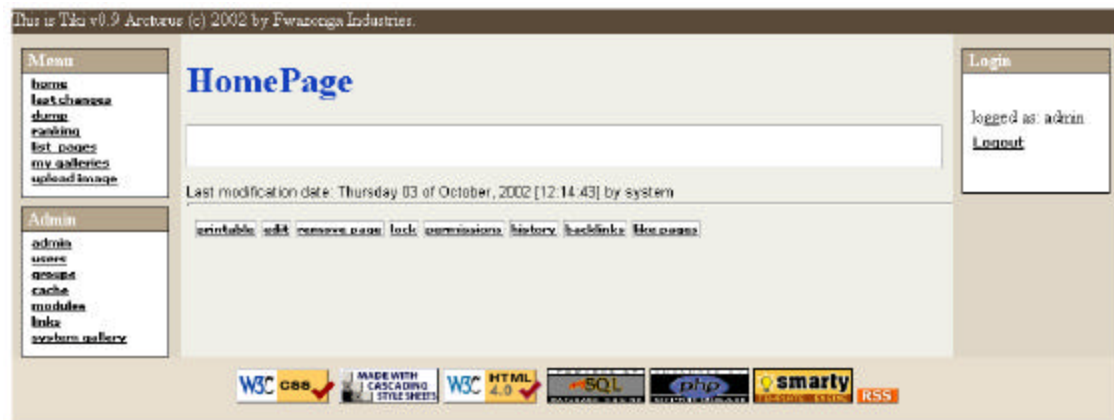 This is Tiki v0.9 Arcturus (c) 2002 by Fwazonga Industries.
Menu
home
last changes
dump
ranking
list pages
my galleries
upload image
Admin
admin
users
groups
cache
modules
links
system gallery
HomePage
Last modification date: Thursday 03 of October, 2002 [12:14:43] by system
printable edit remove page lock permissions history backlinks like pages
Login
logged as: admin
Logout
W3C CSS
MADE WITH
CASCADING
STYLE SHEETS
W3C HTML
4.0
SQL
php
smarty
RSS